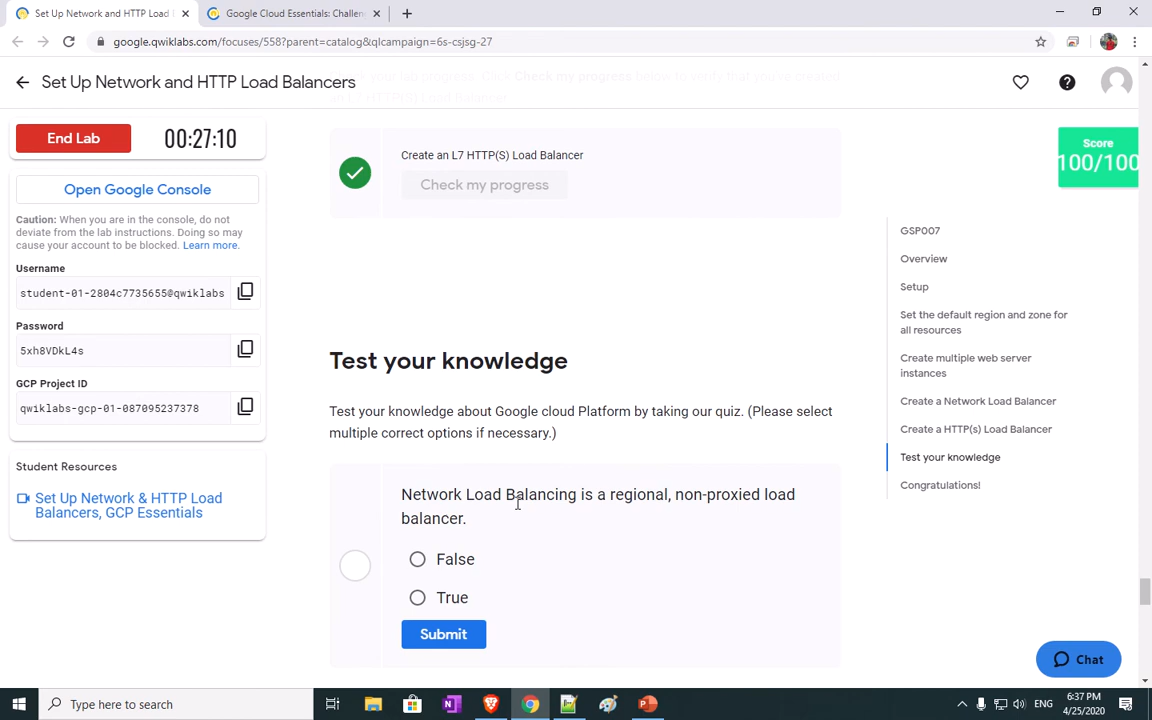 Set Up Network and HTTP Load
Google Cloud Essentials: Challen
google.qwiklabs.com/focuses/558?parent=catalog&qlcampaign=6s-csjsg-27
Set Up Network and HTTP Load Balancers
Check my progress
End Lab
00:27:10
Open Google Console
Caution: When you are in the console, do not
deviate from the lab instructions. Doing so may
cause your account to be blocked. Learn more.
Username
student-01-2804c7735655@qwiklabs
Password
5xh8VDkL4s
GCP Project ID
qwiklabs-gcp-01-087095237378
Student Resources
Set Up Network & HTTP Load
Balancers, GCP Essentials
Create an L7 HTTP(S) Load Balancer
Check my progress
Test your knowledge
Test your knowledge about Google cloud Platform by taking our quiz. (Please select
multiple correct options if necessary.)
Network Load Balancing is a regional, non-proxied load
balancer.
False
True
Submit
Score
100/100
GSP007
Overview
Setup
Set the default region and zone for
all resources
Create multiple web server
instances
Create a Network Load Balancer
Create a HTTP(s) Load Balancer
Test your knowledge
Congratulations!
Chat
Type here to search
ENG
6:37 PM
4/25/2020